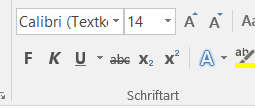 Calibri (Textk 14 A A Aa
F K U abc x₂ x² A ab
Schriftart